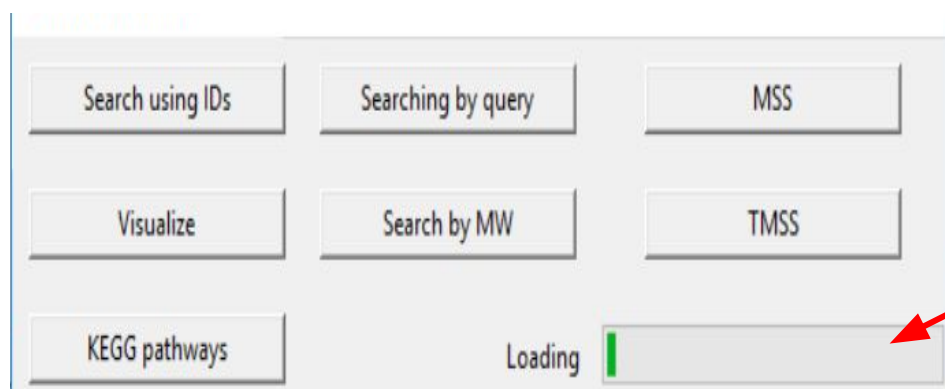 Search using IDs Searching by query MSS
Visualize Search by MW TMSS
KEGG pathways Loading